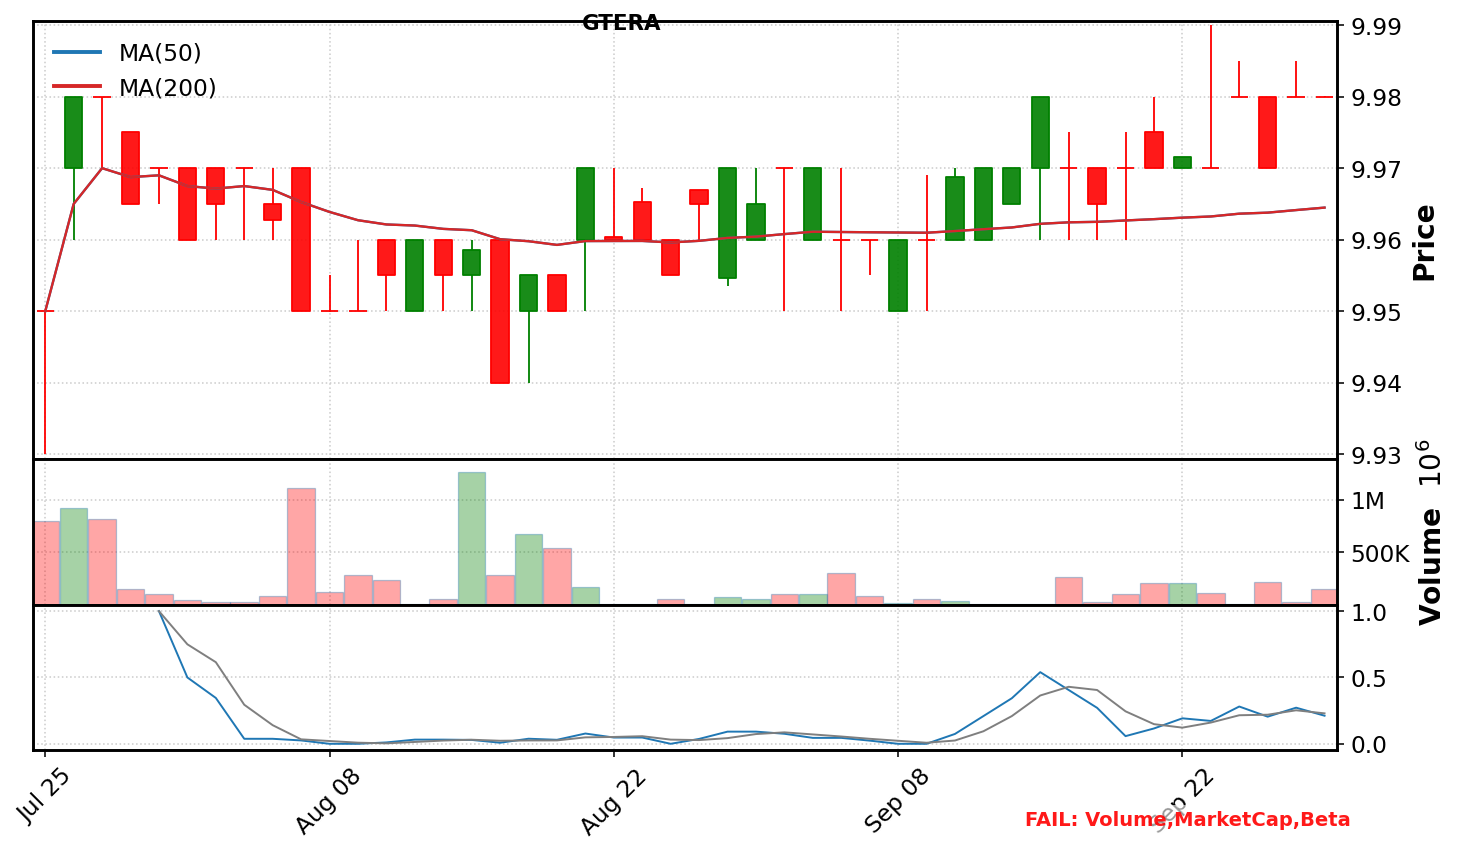 GTERA
MA(50)
MA(200)
9.99
9.98
9.97
9.96
9.95
9.94
9.93
Price
1M
500K
Volume 10^6
1.0
0.5
0.0
Jul 25
Aug 08
Aug 22
Sep 08
Sep 22
FAIL: Volume,MarketCap,Beta